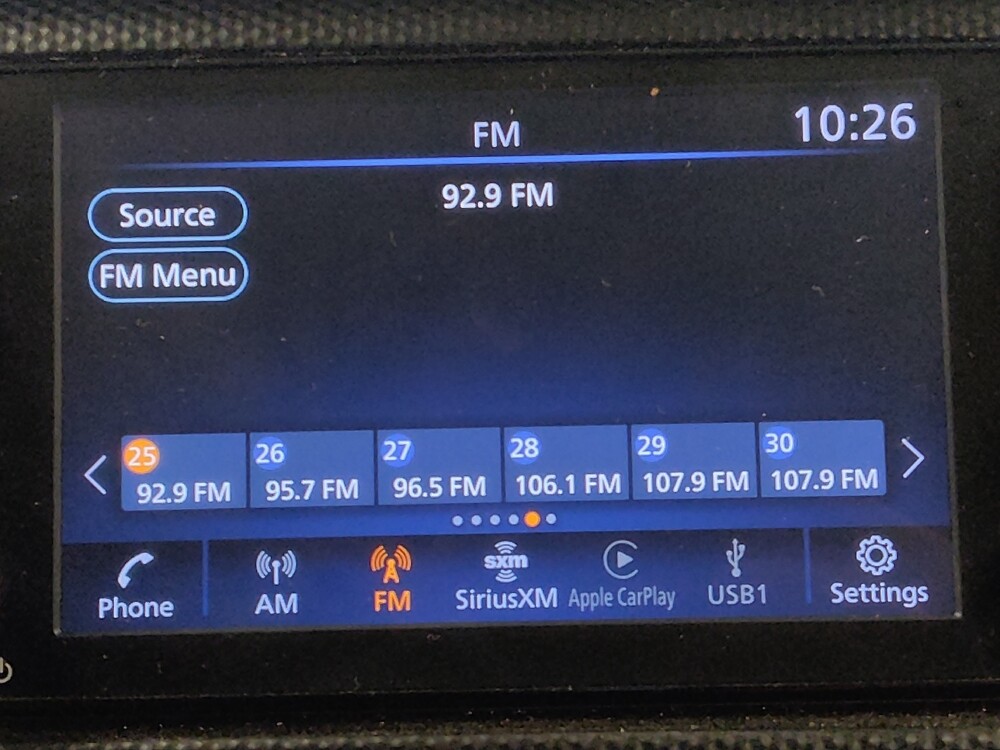 FM
10:26
92.9 FM
Source
FM Menu
25
26
27
28
29
30
92.9 FM
95.7 FM
96.5 FM
106.1 FM
107.9 FM
107.9 FM
sxm
Phone
AM
FM
SiriusXM
Apple CarPlay
USB1
Settings